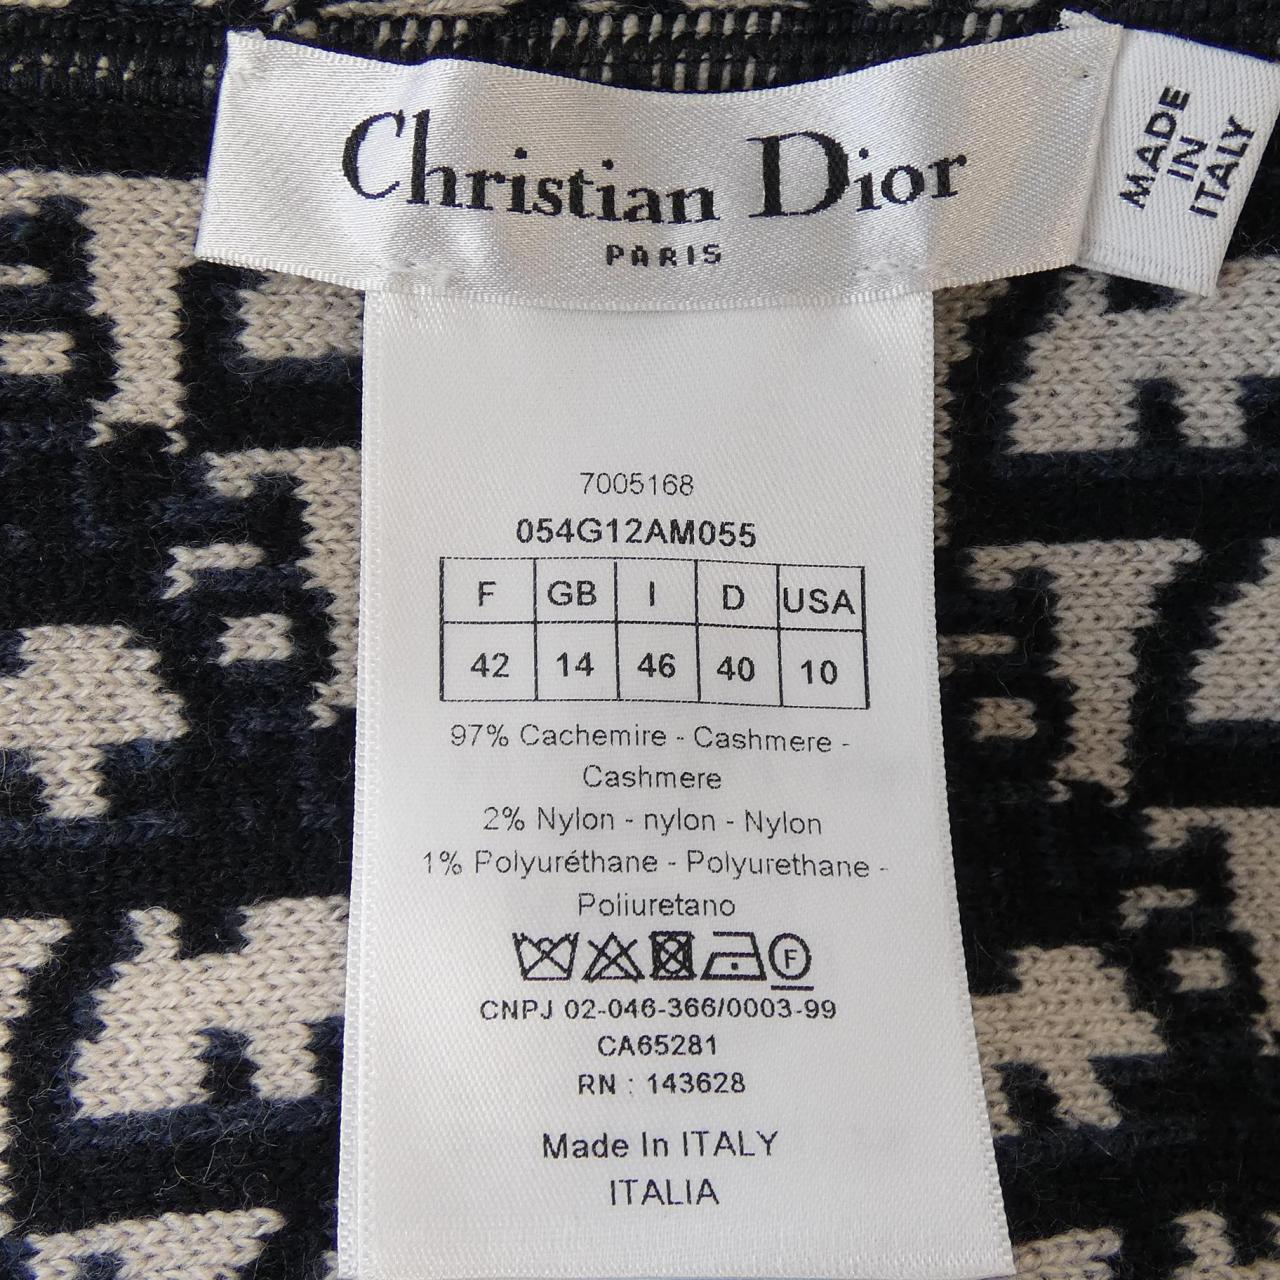 Christian Dior
PARIS
MADE
IN
ITALY
7005168
054G12AM055
F GB I D USA
42 14 46 40 10
97% Cachemire - Cashmere -
Cashmere
2% Nylon - nylon - Nylon
1% Polyuréthane - Polyurethane -
Poliuretano
F
CNPJ 02-046-366/0003-99
CA65281
RN : 143628
Made In ITALY
ITALIA